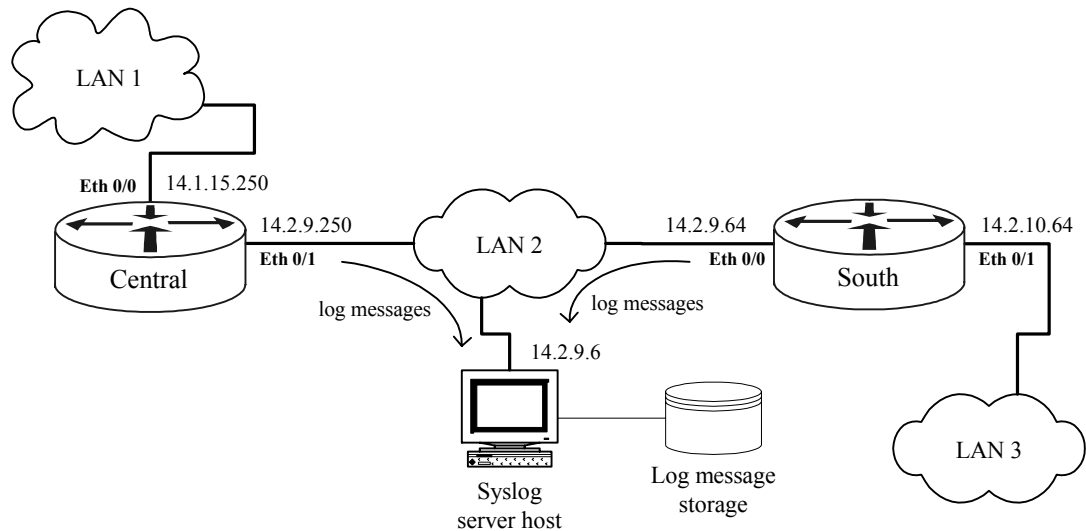 LAN 1
Eth 0/0
14.1.15.250
14.2.9.250
Eth 0/1
Central
log messages
LAN 2
14.2.9.64
Eth 0/0
log messages
14.2.10.64
Eth 0/1
South
14.2.9.6
Syslog
server host
Log message
storage
LAN 3